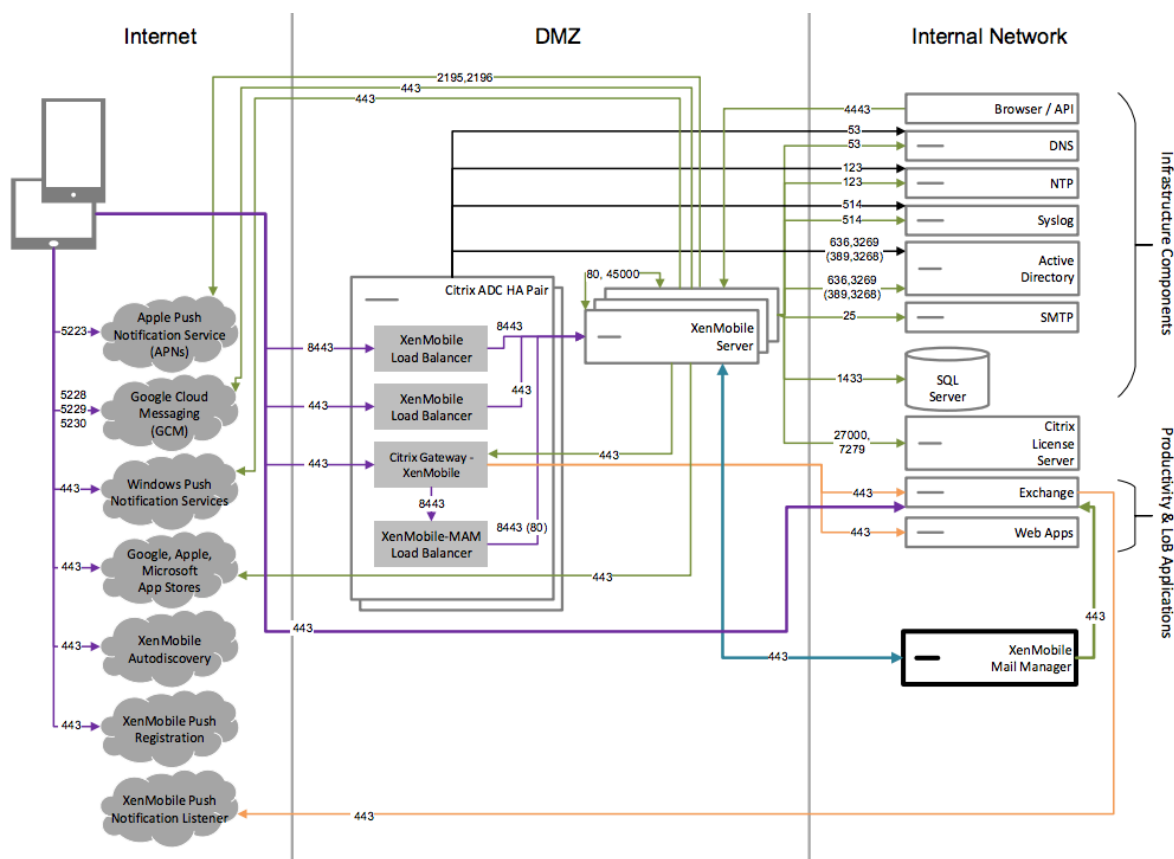 Internet
DMZ
Internal Network
2195,2196
443
443
4443
Browser / API
53
53
DNS
123
123
NTP
514
514
Syslog
636,3269
(389,3268)
636,3269
(389,3268)
Active
Directory
25
SMTP
1433
SQL
Server
27000,
7279
Citrix
License
Server
443
Exchange
443
Web Apps
443
XenMobile
Mail Manager
Infrastructure Components
Productivity & LoB Applications
80, 45000
XenMobile
Server
Citrix ADC HA Pair
8443
XenMobile
Load Balancer
8443
443
XenMobile
Load Balancer
443
443
Citrix Gateway -
XenMobile
443
8443
XenMobile-MAM
Load Balancer
8443 (80)
443
443
443
5223
Apple Push
Notification Service
(APNs)
5228
5229
5230
Google Cloud
Messaging
(GCM)
443
Windows Push
Notification Services
443
Google, Apple,
Microsoft
App Stores
XenMobile
Autodiscovery
443
443
XenMobile Push
Registration
XenMobile Push
Notification Listener
443